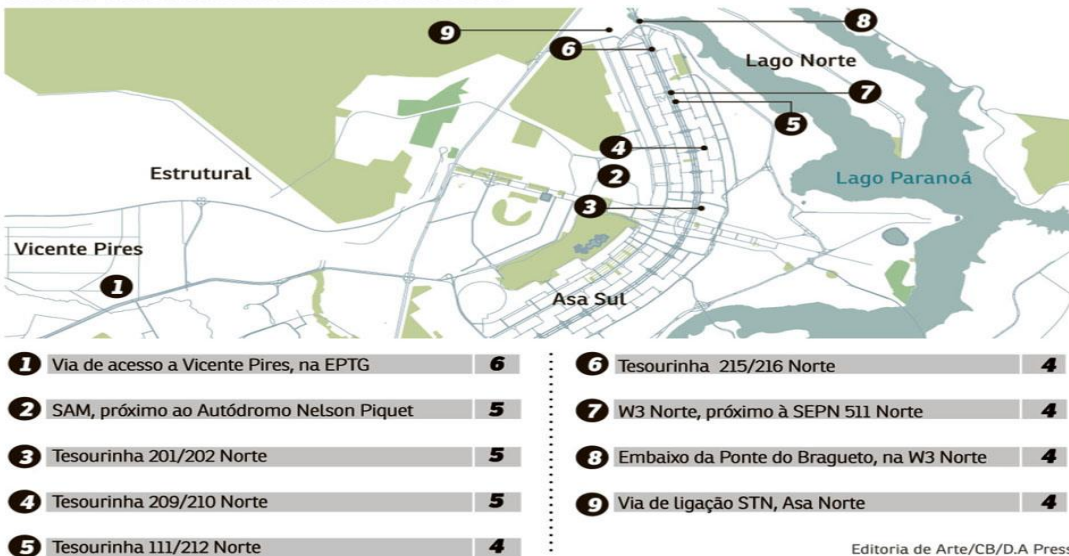 9
8
6
Lago Norte
7
5
Estrutural
4
2
Lago Paranoá
3
Vicente Pires
1
Asa Sul
1 Via de acesso a Vicente Pires, na EPTG 6
2 SAM, próximo ao Autódromo Nelson Piquet 5
3 Tesourinha 201/202 Norte 5
4 Tesourinha 209/210 Norte 5
5 Tesourinha 111/212 Norte 4
6 Tesourinha 215/216 Norte 4
7 W3 Norte, próximo à SEPN 511 Norte 4
8 Embaixo da Ponte do Bragueto, na W3 Norte 4
9 Via de ligação STN, Asa Norte 4
Editoria de Arte/CB/D.A Press